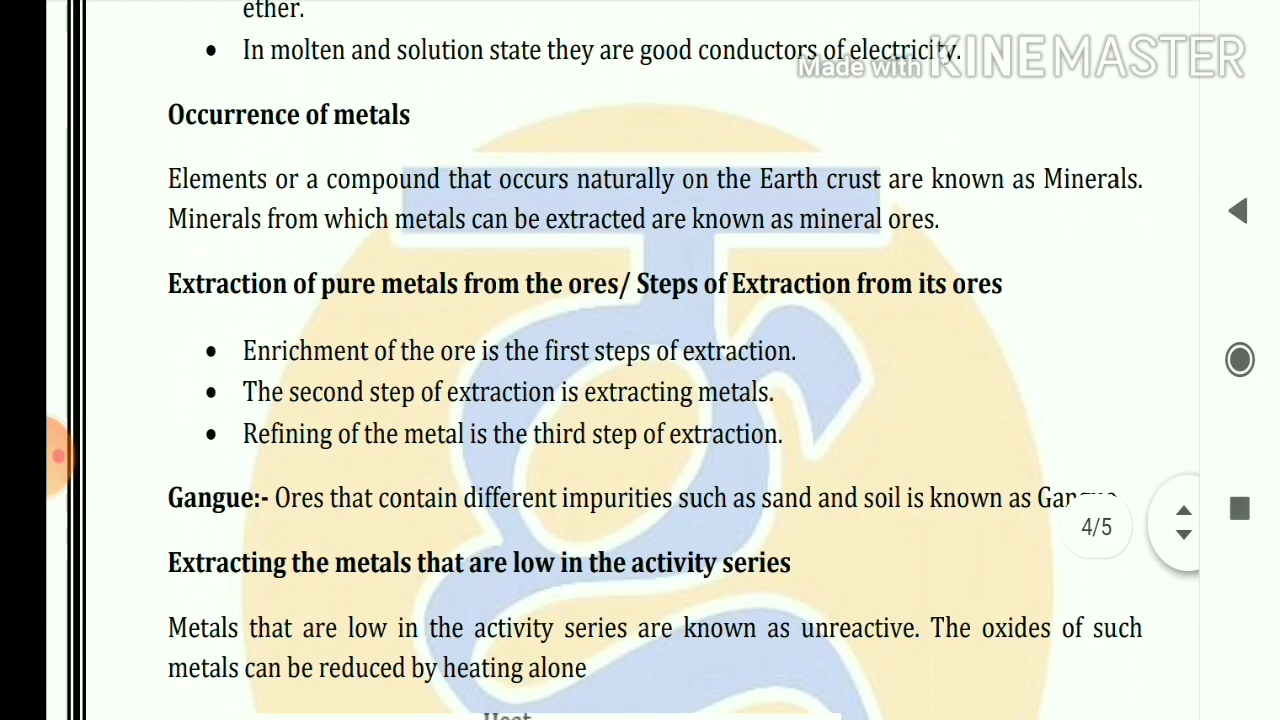 ether.
• In molten and solution state they are good conductors of electricity.
Made with KINEMASTER
Occurrence of metals
Elements or a compound that occurs naturally on the Earth crust are known as Minerals.
Minerals from which metals can be extracted are known as mineral ores.
Extraction of pure metals from the ores/ Steps of Extraction from its ores
• Enrichment of the ore is the first steps of extraction.
• The second step of extraction is extracting metals.
• Refining of the metal is the third step of extraction.
Gangue:- Ores that contain different impurities such as sand and soil is known as Gangue
4/5
Extracting the metals that are low in the activity series
Metals that are low in the activity series are known as unreactive. The oxides of such
metals can be reduced by heating alone
Heat